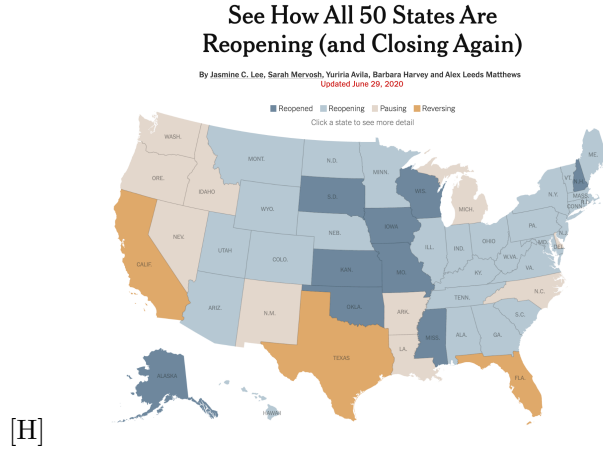 See How All 50 States Are
Reopening (and Closing Again)
By Jasmine C. Lee, Sarah Mervosh, Yuriria Avila, Barbara Harvey and Alex Leeds Matthews
Updated June 29, 2020
Reopened Reopening Pausing Reversing
Click a state to see more detail
WASH.
ORE.
IDAHO
MONT.
N.D.
MINN.
WIS.
MICH.
ME.
VT.
N.H.
N.Y.
MASS.
CONN.
R.I.
S.D.
WYO.
IOWA
NEB.
NEV.
UTAH
COLO.
KAN.
MO.
ILL.
IND.
OHIO
PA.
N.J.
MD.
DEL.
W.VA.
VA.
KY.
CALIF.
ARIZ.
N.M.
OKLA.
ARK.
TENN.
N.C.
S.C.
TEXAS
LA.
MISS.
ALA.
GA.
FLA.
ALASKA
HAWAII
[H]